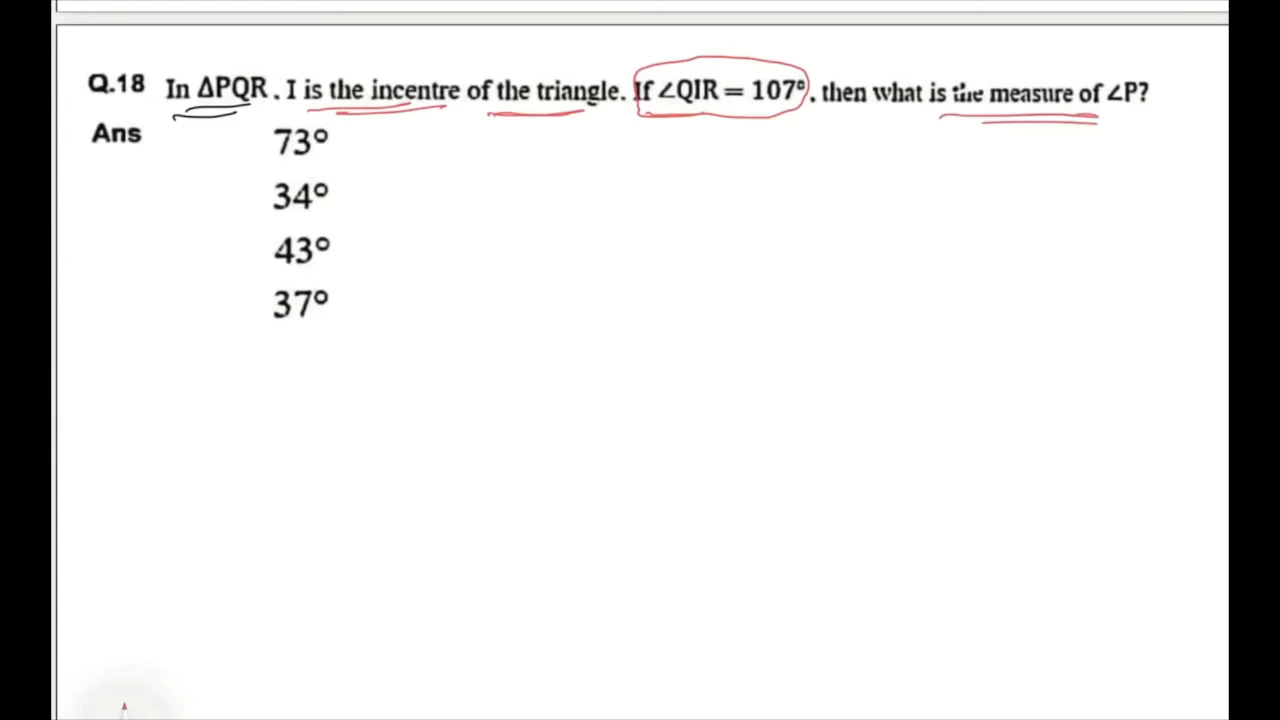 Q.18 In ΔPQR, I is the incentre of the triangle. If ∠QIR = 107°, then what is the measure of ∠P?
Ans
73°
34°
43°
37°